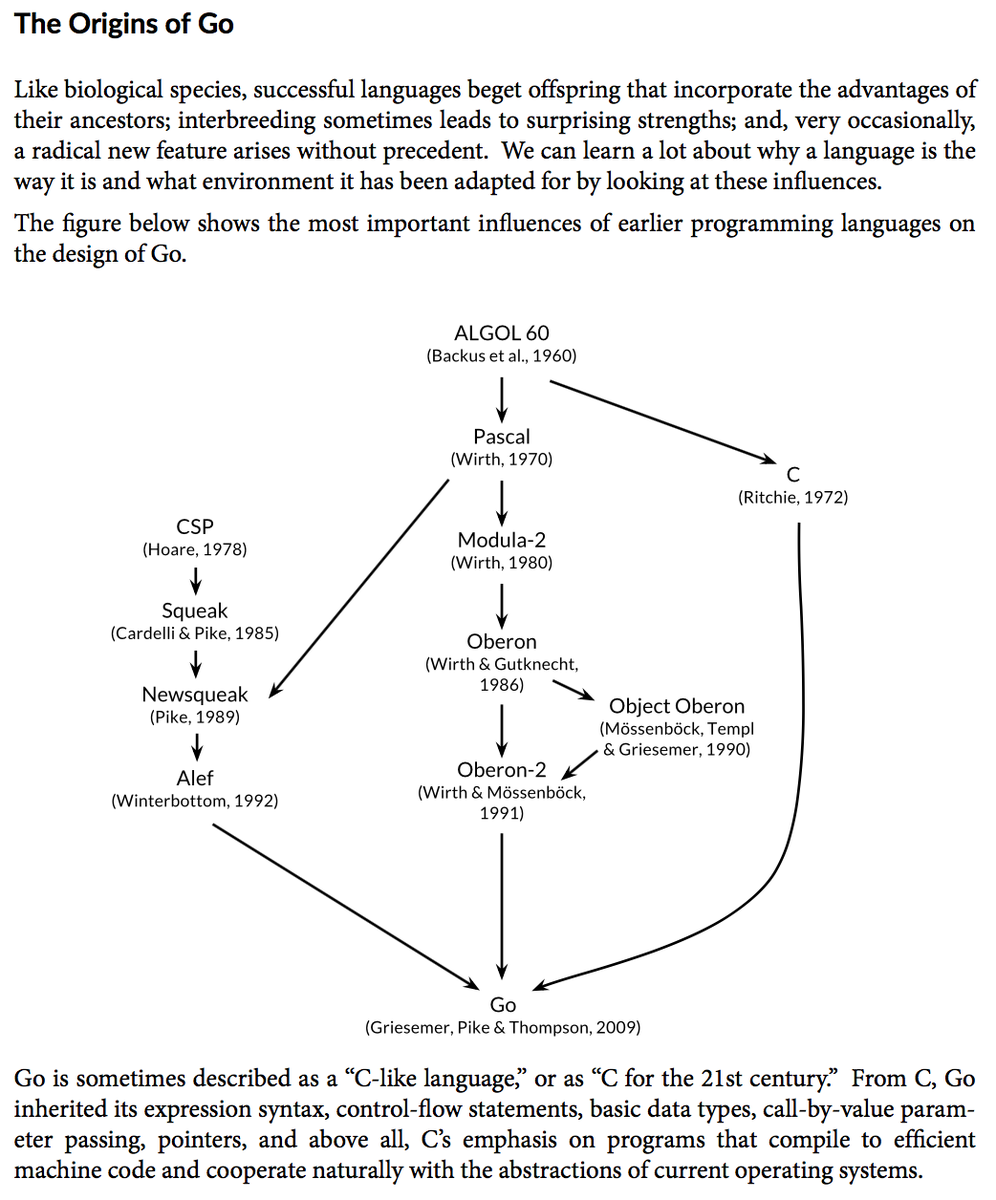 The Origins of Go
Like biological species, successful languages beget offspring that incorporate the advantages of
their ancestors; interbreeding sometimes leads to surprising strengths; and, very occasionally,
a radical new feature arises without precedent. We can learn a lot about why a language is the
way it is and what environment it has been adapted for by looking at these influences.
The figure below shows the most important influences of earlier programming languages on
the design of Go.
ALGOL 60
(Backus et al., 1960)
Pascal
(Wirth, 1970)
C
(Ritchie, 1972)
CSP
(Hoare, 1978)
Modula-2
(Wirth, 1980)
Squeak
(Cardelli & Pike, 1985)
Oberon
(Wirth & Gutknecht,
1986)
Newsqueak
(Pike, 1989)
Object Oberon
(Mössenböck, Templ
& Griesemer, 1990)
Alef
(Winterbottom, 1992)
Oberon-2
(Wirth & Mössenböck,
1991)
Go
(Griesemer, Pike & Thompson, 2009)
Go is sometimes described as a “C-like language,” or as “C for the 21st century.” From C, Go
inherited its expression syntax, control-flow statements, basic data types, call-by-value param-
eter passing, pointers, and above all, C’s emphasis on programs that compile to efficient
machine code and cooperate naturally with the abstractions of current operating systems.